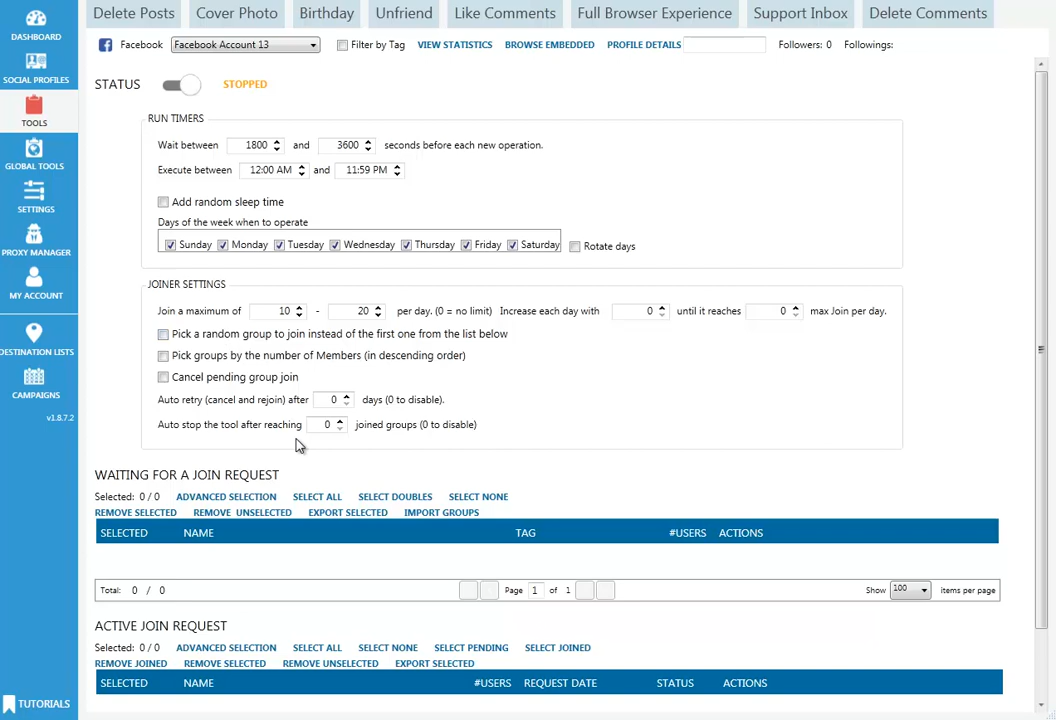 Delete Posts Cover Photo Birthday Unfriend Like Comments Full Browser Experience Support Inbox Delete Comments
DASHBOARD
SOCIAL PROFILES
TOOLS
GLOBAL TOOLS
SETTINGS
PROXY MANAGER
MY ACCOUNT
DESTINATION LISTS
CAMPAIGNS
v1.8.7.2
TUTORIALS
Facebook Facebook Account 13 Filter by Tag VIEW STATISTICS BROWSE EMBEDDED PROFILE DETAILS Followers: 0 Followings:
STATUS STOPPED
RUN TIMERS
Wait between 1800 and 3600 seconds before each new operation.
Execute between 12:00 AM and 11:59 PM
Add random sleep time
Days of the week when to operate
Sunday Monday Tuesday Wednesday Thursday Friday Saturday Rotate days
JOINER SETTINGS
Join a maximum of 10 - 20 per day. (0 = no limit) Increase each day with 0 until it reaches 0 max Join per day.
Pick a random group to join instead of the first one from the list below
Pick groups by the number of Members (in descending order)
Cancel pending group join
Auto retry (cancel and rejoin) after 0 days (0 to disable).
Auto stop the tool after reaching 0 joined groups (0 to disable)
WAITING FOR A JOIN REQUEST
Selected: 0 / 0 ADVANCED SELECTION SELECT ALL SELECT DOUBLES SELECT NONE
REMOVE SELECTED REMOVE UNSELECTED EXPORT SELECTED IMPORT GROUPS
SELECTED NAME TAG #USERS ACTIONS
Total: 0 / 0 Page 1 of 1 Show 100 items per page
ACTIVE JOIN REQUEST
Selected: 0 / 0 ADVANCED SELECTION SELECT ALL SELECT NONE SELECT PENDING SELECT JOINED
REMOVE JOINED REMOVE SELECTED REMOVE UNSELECTED EXPORT SELECTED
SELECTED NAME #USERS REQUEST DATE STATUS ACTIONS